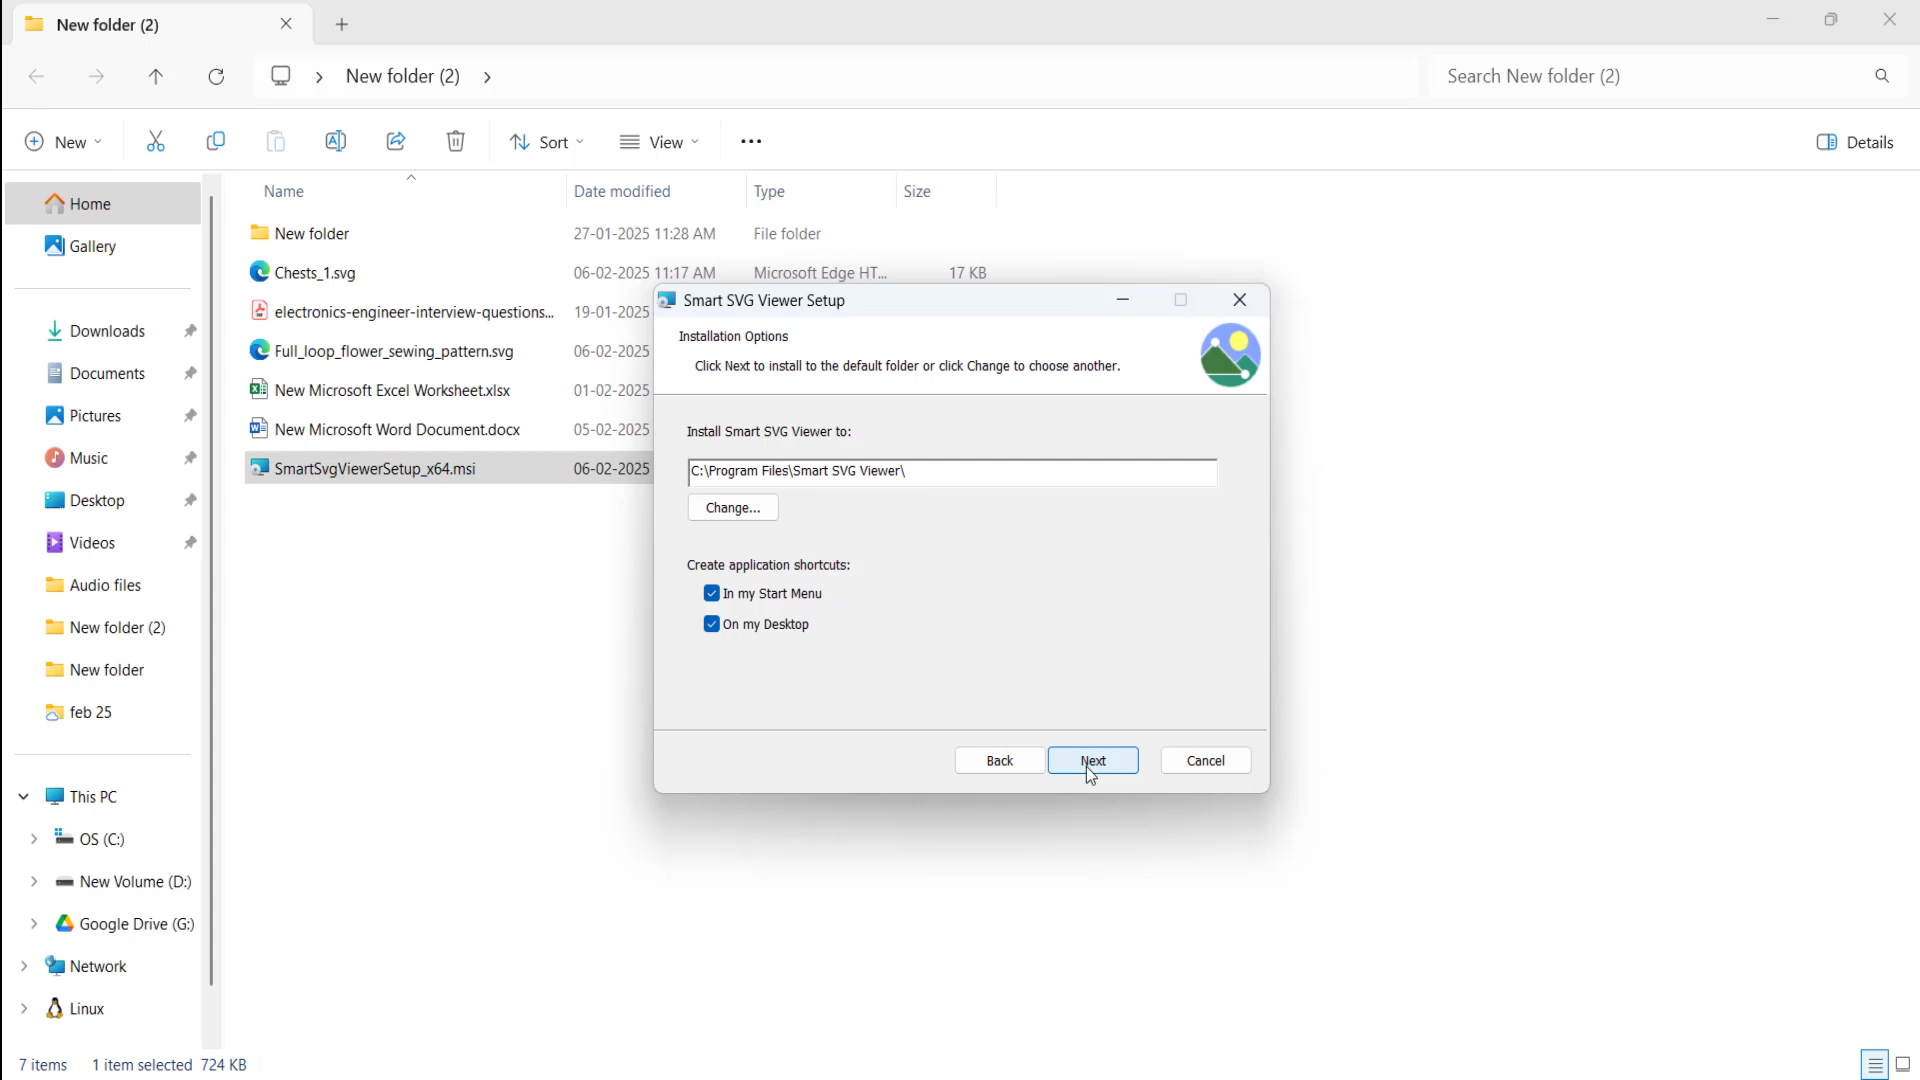 New folder (2)
New folder (2)
Search New folder (2)
New
Sort
View
Details
Name
Date modified
Type
Size
Home
Gallery
Downloads
Documents
Pictures
Music
Desktop
Videos
Audio files
New folder (2)
New folder
feb 25
This PC
OS (C:)
New Volume (D:)
Google Drive (G:)
Network
Linux
New folder 27-01-2025 11:28 AM File folder
Chests_1.svg 06-02-2025 11:17 AM Microsoft Edge HT... 17 KB
electronics-engineer-interview-questions... 19-01-2025
Full_loop_flower_sewing_pattern.svg 06-02-2025
New Microsoft Excel Worksheet.xlsx 01-02-2025
New Microsoft Word Document.docx 05-02-2025
SmartSvgViewerSetup_x64.msi 06-02-2025
Smart SVG Viewer Setup
Installation Options
Click Next to install to the default folder or click Change to choose another.
Install Smart SVG Viewer to:
C:\Program Files\Smart SVG Viewer\
Change...
Create application shortcuts:
In my Start Menu
On my Desktop
Back Next Cancel
7 items 1 item selected 724 KB